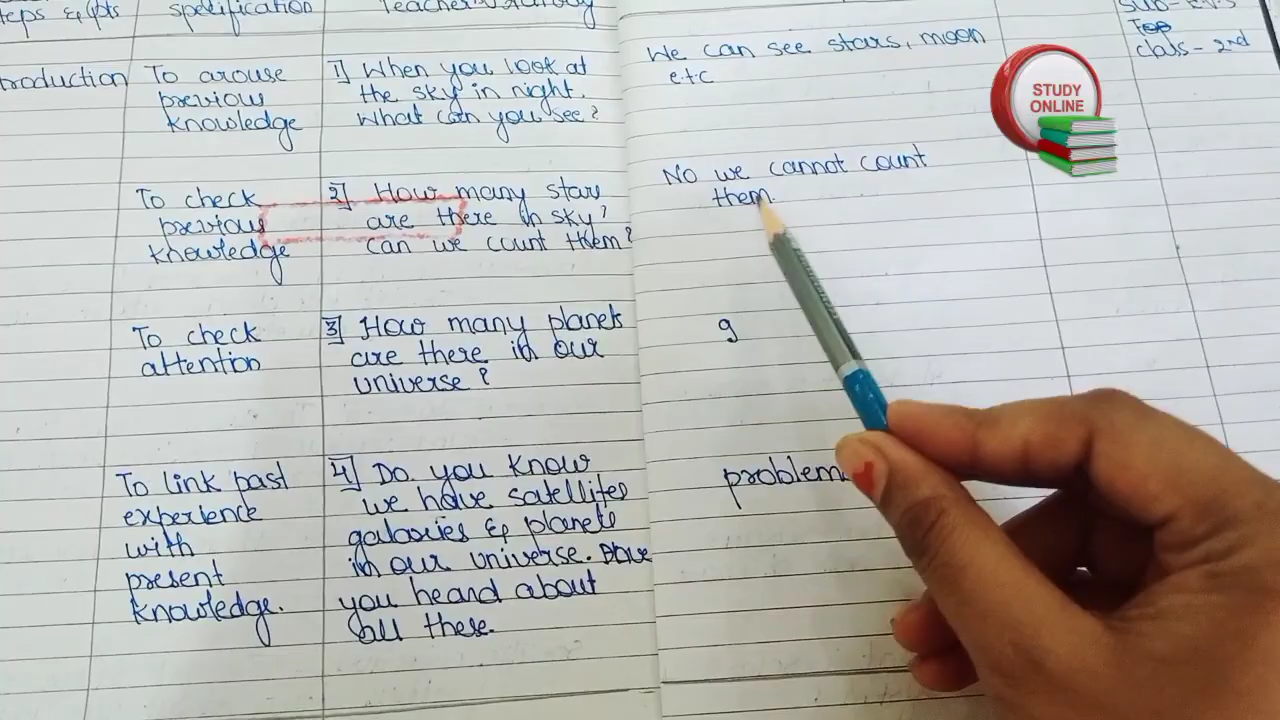 teps & pts
specification
Teacher's Activity
Sub- E.V.S
Top
class- 2nd
STUDY
ONLINE
troduction
To arouse
previous
knowledge
1] When you look at
the sky in night.
What can you see?
We can see stars, moon
etc
To check
previous
knowledge
2] How many stars
are there in sky?
can we count them?
No we cannot count
them.
To check
attention
3] How many planets
are there in our
universe?
9
To link past
experience
with
present
knowledge.
4] Do you know
we have satellites
galaxies & planets
in our universe. Have
you heard about
all these.
problem